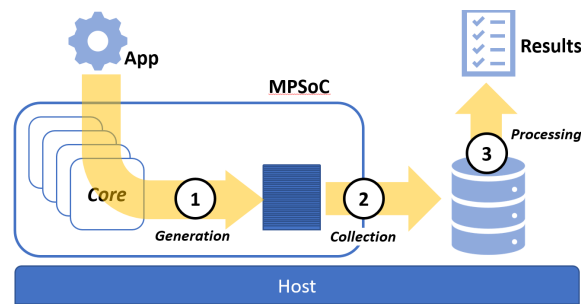 App
Results
MPSoC
Processing
3
Core
1
2
Generation
Collection
Host